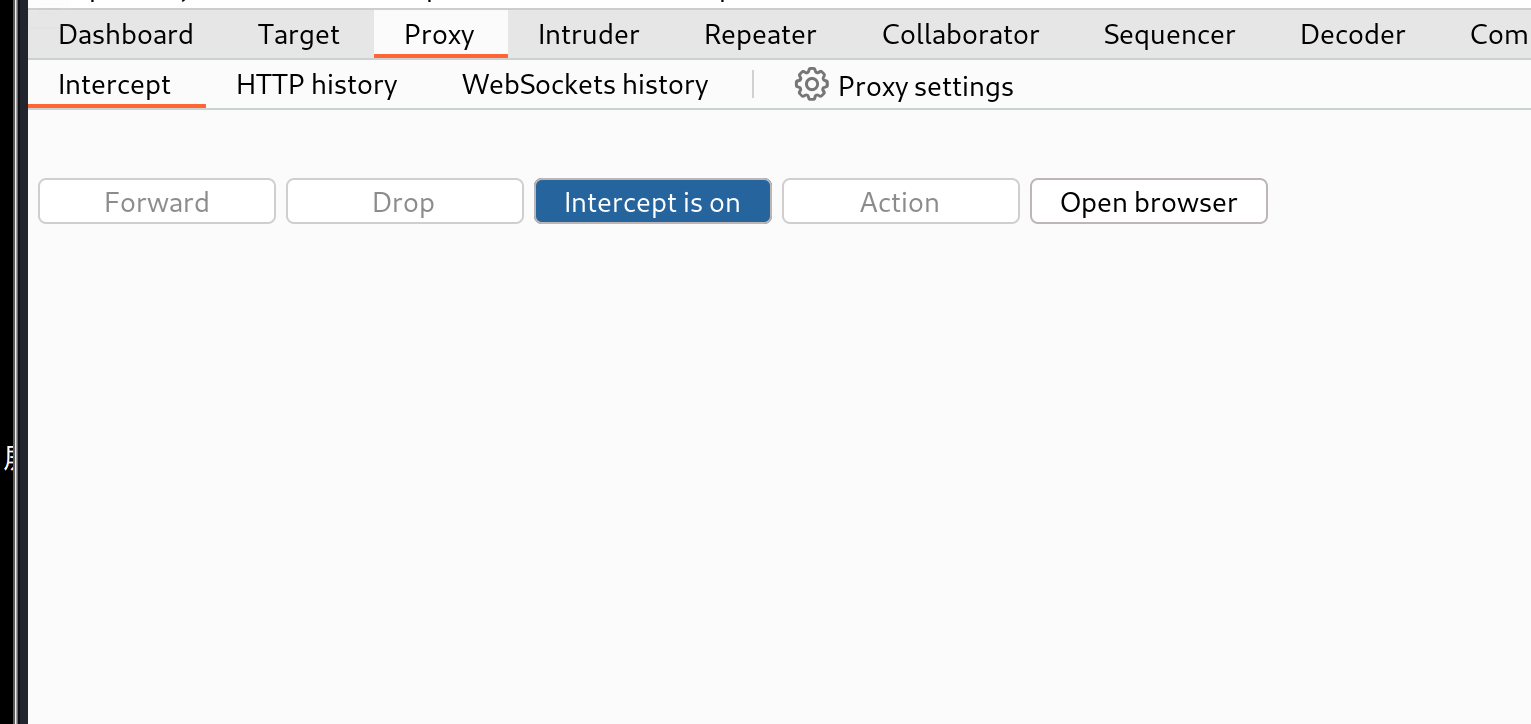 Dashboard Target Proxy Intruder Repeater Collaborator Sequencer Decoder Com
Intercept HTTP history WebSockets history Proxy settings
Forward Drop Intercept is on Action Open browser